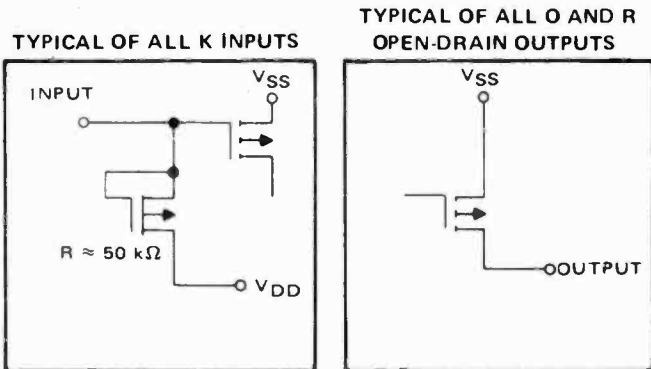 TYPICAL OF ALL K INPUTS
INPUT
VSS
R ≈ 50 kΩ
VDD
TYPICAL OF ALL O AND R
OPEN-DRAIN OUTPUTS
VSS
OUTPUT